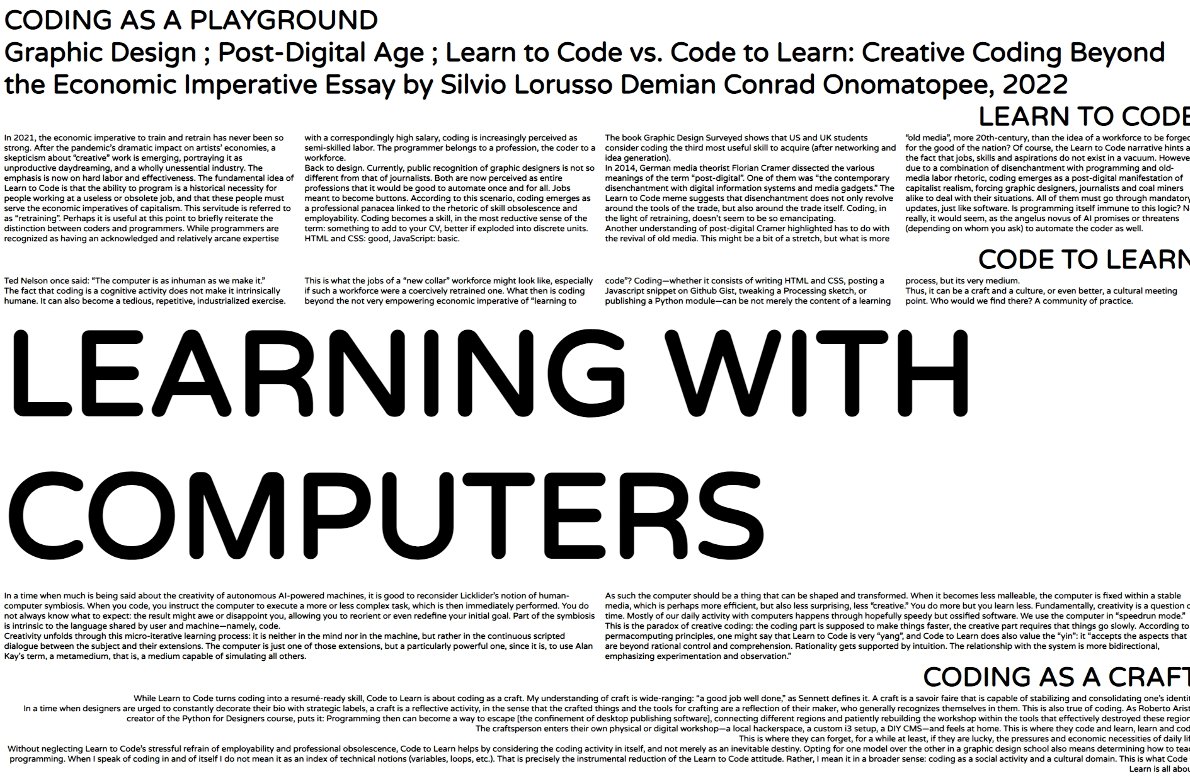 CODING AS A PLAYGROUND
Graphic Design ; Post-Digital Age ; Learn to Code vs. Code to Learn: Creative Coding Beyond
the Economic Imperative Essay by Silvio Lorusso Demian Conrad Onomatopee, 2022
LEARN TO CODE
In 2021, the economic imperative to train and retrain has never been so
strong. After the pandemic's dramatic impact on artists' economies, a
skepticism about “creative” work is emerging, portraying it as
unproductive daydreaming, and a wholly unessential industry. The
emphasis is now on hard labor and effectiveness. The fundamental idea of
Learn to Code is that the ability to program is a historical necessity for
people working at a useless or obsolete job, and that these people must
serve the economic imperatives of capitalism. This servitude is referred to
as “retraining”. Perhaps it is useful at this point to briefly reiterate the
distinction between coders and programmers. While programmers are
recognized as having an acknowledged and relatively arcane expertise
with a correspondingly high salary, coding is increasingly perceived as
semi-skilled labor. The programmer belongs to a profession, the coder to a
workforce.
Back to design. Currently, public recognition of graphic designers is not so
different from that of journalists. Both are now perceived as entire
professions that it would be good to automate once and for all. Jobs
meant to become buttons. According to this scenario, coding emerges as
a professional panacea linked to the rhetoric of skill obsolescence and
employability. Coding becomes a skill, in the most reductive sense of the
term: something to add to your CV, better if exploded into discrete units.
HTML and CSS: good, JavaScript: basic.
The book Graphic Design Surveyed shows that US and UK students
consider coding the third most useful skill to acquire (after networking and
idea generation).
In 2014, German media theorist Florian Cramer dissected the various
meanings of the term “post-digital”. One of them was “the contemporary
disenchantment with digital information systems and media gadgets.” The
Learn to Code meme suggests that disenchantment does not only revolve
around the tools of the trade, but also around the trade itself. Coding, in
the light of retraining, doesn't seem to be so emancipating.
Another understanding of post-digital Cramer highlighted has to do with
the revival of old media. This might be a bit of a stretch, but what is more
“old media”, more 20th-century, than the idea of a workforce to be forged
for the good of the nation? Of course, the Learn to Code narrative hints a
the fact that jobs, skills and aspirations do not exist in a vacuum. Howeve
due to a combination of disenchantment with programming and old-
media labor rhetoric, coding emerges as a post-digital manifestation of
capitalist realism, forcing graphic designers, journalists and coal miners
alike to deal with their situations. All of them must go through mandatory
updates, just like software. Is programming itself immune to this logic? N
really, it would seem, as the angelus novus of AI promises or threatens
(depending on whom you ask) to automate the coder as well.
CODE TO LEARN
Ted Nelson once said: “The computer is as inhuman as we make it.”
The fact that coding is a cognitive activity does not make it intrinsically
humane. It can also become a tedious, repetitive, industrialized exercise.
This is what the jobs of a “new collar” workforce might look like, especially
if such a workforce were a coercively retrained one. What then is coding
beyond the not very empowering economic imperative of “learning to
code”? Coding—whether it consists of writing HTML and CSS, posting a
Javascript snippet on Github Gist, tweaking a Processing sketch, or
publishing a Python module—can be not merely the content of a learning
process, but its very medium.
Thus, it can be a craft and a culture, or even better, a cultural meeting
point. Who would we find there? A community of practice.
LEARNING WITH
COMPUTERS
In a time when much is being said about the creativity of autonomous AI-powered machines, it is good to reconsider Licklider's notion of human-
computer symbiosis. When you code, you instruct the computer to execute a more or less complex task, which is then immediately performed. You do
not always know what to expect: the result might awe or disappoint you, allowing you to reorient or even redefine your initial goal. Part of the symbiosis
is intrinsic to the language shared by user and machine—namely, code.
Creativity unfolds through this micro-iterative learning process: it is neither in the mind nor in the machine, but rather in the continuous scripted
dialogue between the subject and their extensions. The computer is just one of those extensions, but a particularly powerful one, since it is, to use Alan
Kay's term, a metamedium, that is, a medium capable of simulating all others.
As such the computer should be a thing that can be shaped and transformed. When it becomes less malleable, the computer is fixed within a stable
media, which is perhaps more efficient, but also less surprising, less “creative.” You do more but you learn less. Fundamentally, creativity is a question o
time. Mostly of our daily activity with computers happens through hopefully speedy but ossified software. We use the computer in “speedrun mode.”
This is the paradox of creative coding: the coding part is supposed to make things faster, the creative part requires that things go slowly. According to
permacomputing principles, one might say that Learn to Code is very “yang”, and Code to Learn does also value the “yin”: it “accepts the aspects that
are beyond rational control and comprehension. Rationality gets supported by intuition. The relationship with the system is more bidirectional,
emphasizing experimentation and observation.”
CODING AS A CRAFT
While Learn to Code turns coding into a resumé-ready skill, Code to Learn is about coding as a craft. My understanding of craft is wide-ranging: “a good job well done,” as Sennett defines it. A craft is a savoir faire that is capable of stabilizing and consolidating one's identit
In a time when designers are urged to constantly decorate their bio with strategic labels, a craft is a reflective activity, in the sense that the crafted things and the tools for crafting are a reflection of their maker, who generally recognizes themselves in them. This is also true of coding. As Roberto Arist
creator of the Python for Designers course, puts it: Programming then can become a way to escape [the confinement of desktop publishing software], connecting different regions and patiently rebuilding the workshop within the tools that effectively destroyed these region
The craftsperson enters their own physical or digital workshop—a local hackerspace, a custom i3 setup, a DIY CMS—and feels at home. This is where they code and learn, learn and cod
This is where they can forget, for a while at least, if they are lucky, the pressures and economic necessities of daily lif
Without neglecting Learn to Code's stressful refrain of employability and professional obsolescence, Code to Learn helps by considering the coding activity in itself, and not merely as an inevitable destiny. Opting for one model over the other in a graphic design school also means determining how to teac
programming. When I speak of coding in and of itself I do not mean it as an index of technical notions (variables, loops, etc.). That is precisely the instrumental reduction of the Learn to Code attitude. Rather, I mean it in a broader sense: coding as a social activity and a cultural domain. This is what Code
Learn is all abou